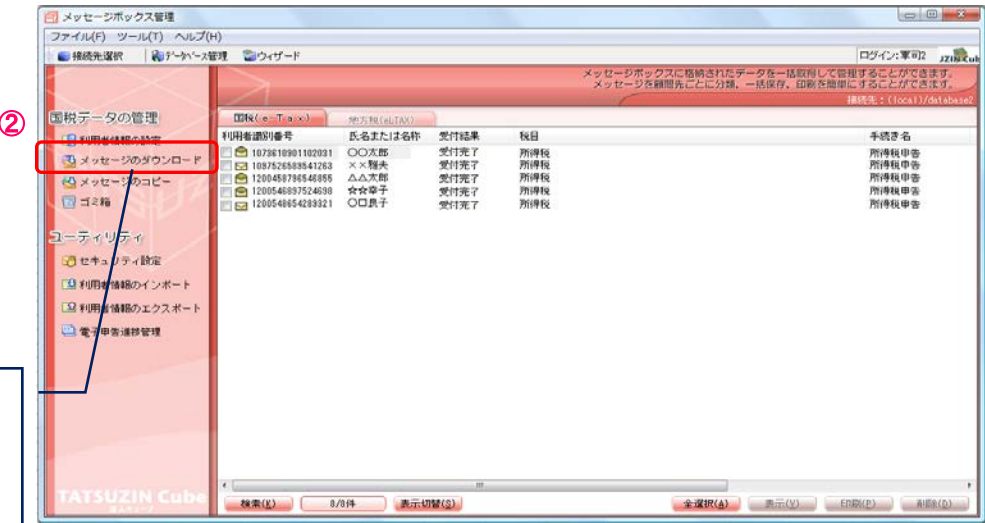 メッセージボックス管理
ファイル(F) ツール(T) ヘルプ(H)
接続先選択 データベース管理 ウィザード ログイン:軍司2
メッセージボックスに格納されたデータを一括取得して管理することができます。
メッセージを顧問先ごとに分類、一括保存、印刷を簡単にすることができます。
接続先:(local)/database2
国税データの管理
②
利用者情報の設定
メッセージのダウンロード
メッセージのコピー
ゴミ箱
ユーティリティ
セキュリティ設定
利用者情報のインポート
利用者情報のエクスポート
電子申告進捗管理
TATSUZIN Cube
国税(e-Tax) 地方税(eLTAX)
利用者識別番号 氏名または名称 受付結果 税目 手続き名
1073610901102031 〇〇太郎 受付完了 所得税 所得税申告
1097526589541263 ××雅夫 受付完了 所得税 所得税申告
1200458796546855 △△太郎 受付完了 所得税 所得税申告
1200546897524698 ☆☆幸子 受付完了 所得税 所得税申告
1200548654289321 〇口良子 受付完了 所得税 所得税申告
検索(K) 8/8件 表示切替(S) 全選択(A) 表示(V) 印刷(P) 削除(D)